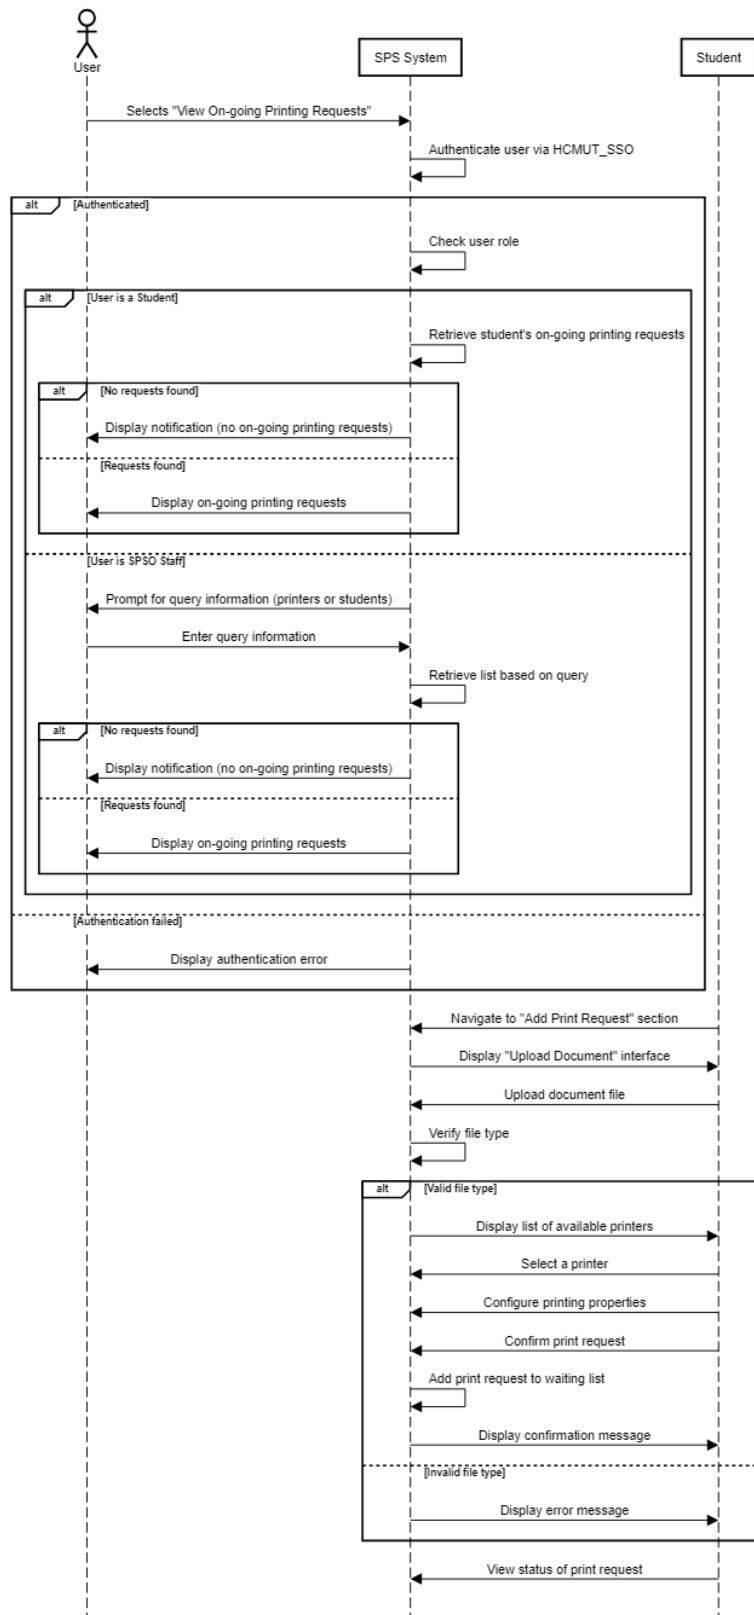 User
SPS System
Student
Selects "View On-going Printing Requests"
Authenticate user via HCMUT_SSO
alt
[Authenticated]
Check user role
alt
[User is a Student]
Retrieve student's on-going printing requests
alt
[No requests found]
Display notification (no on-going printing requests)
[Requests found]
Display on-going printing requests
[User is SPSO Staff]
Prompt for query information (printers or students)
Enter query information
Retrieve list based on query
alt
[No requests found]
Display notification (no on-going printing requests)
[Requests found]
Display on-going printing requests
[Authentication failed]
Display authentication error
Navigate to "Add Print Request" section
Display "Upload Document" interface
Upload document file
Verify file type
alt
[Valid file type]
Display list of available printers
Select a printer
Configure printing properties
Confirm print request
Add print request to waiting list
Display confirmation message
[Invalid file type]
Display error message
View status of print request